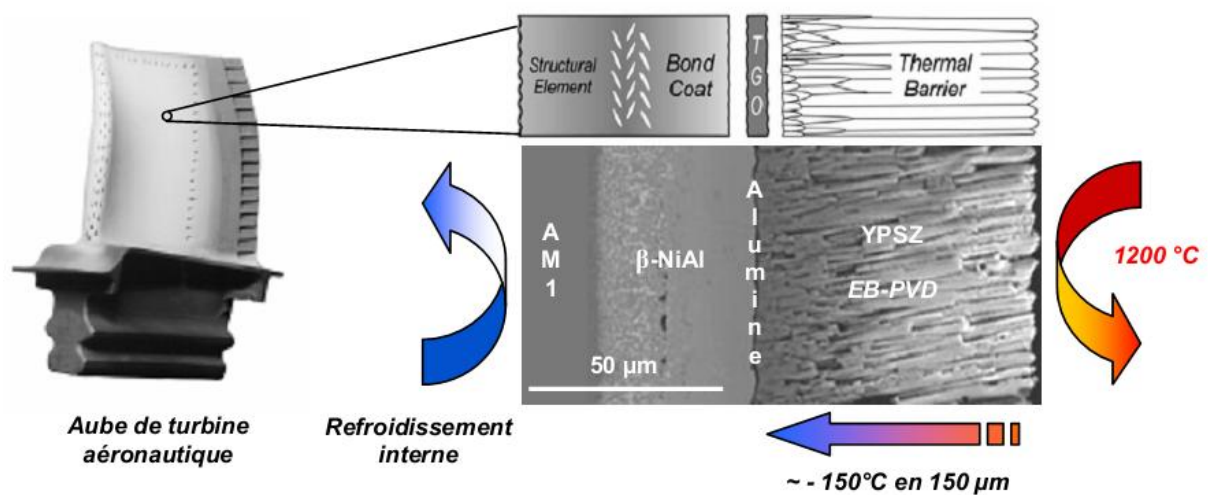 Structural
Element
Bond
Coat
T
G
O
Thermal
Barrier
A
M
1
β-NiAl
A
l
u
m
i
n
e
YPSZ
EB-PVD
50 µm
1200 °C
Aube de turbine
aéronautique
Refroidissement
interne
~ - 150°C en 150 µm